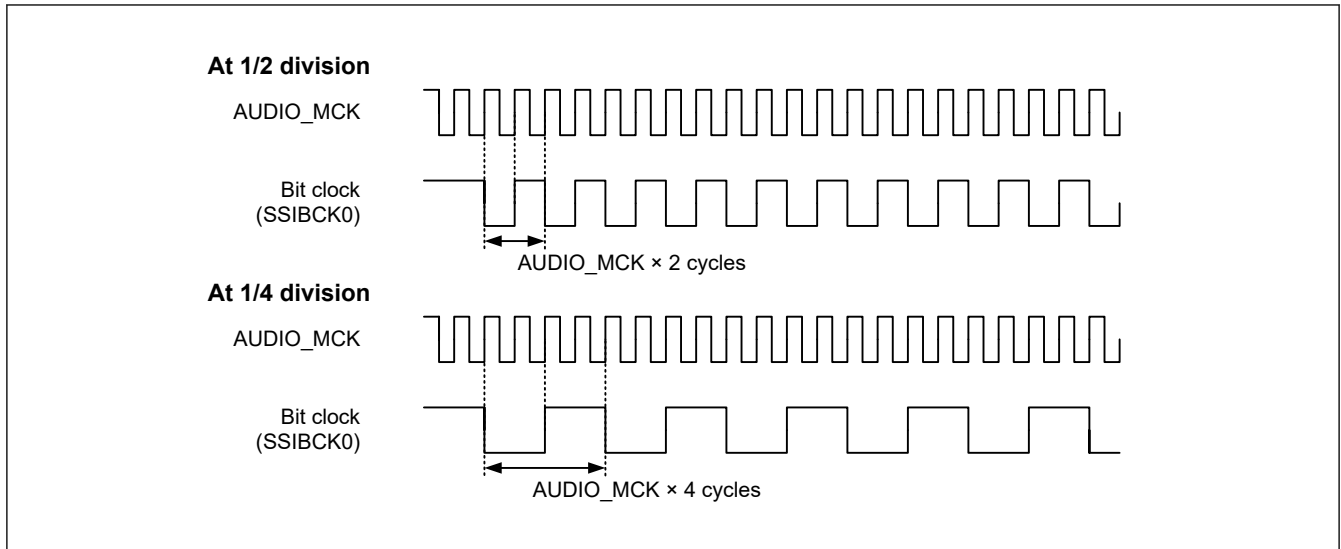 At 1/2 division
AUDIO_MCK
Bit clock
(SSIBCK0)
AUDIO_MCK × 2 cycles
At 1/4 division
AUDIO_MCK
Bit clock
(SSIBCK0)
AUDIO_MCK × 4 cycles